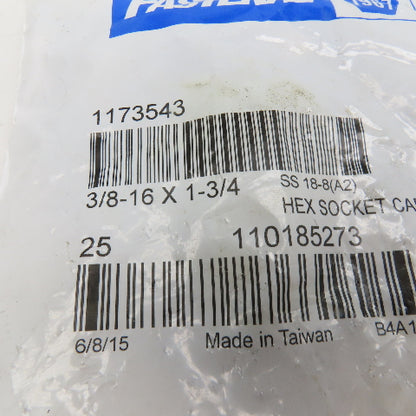 1173543
3/8-16 X 1-3/4 SS 18-8(A2)
HEX SOCKET CA
25 110185273
6/8/15 Made in Taiwan B4A1